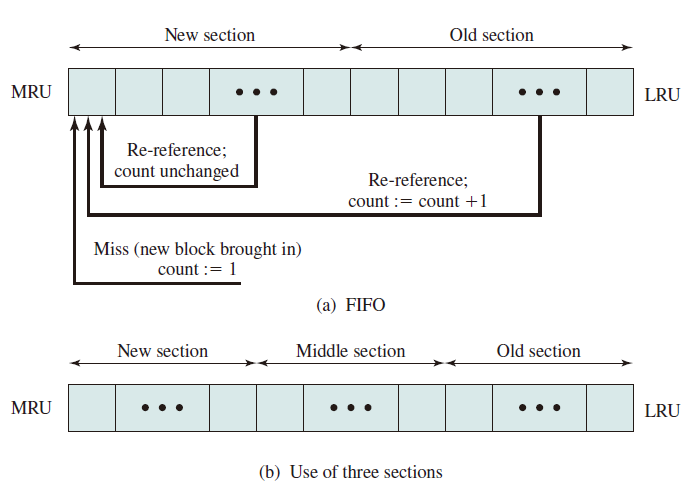 New section
Old section
MRU
LRU
Re-reference;
count unchanged
Re-reference;
count := count +1
Miss (new block brought in)
count := 1
(a) FIFO
New section
Middle section
Old section
MRU
LRU
(b) Use of three sections